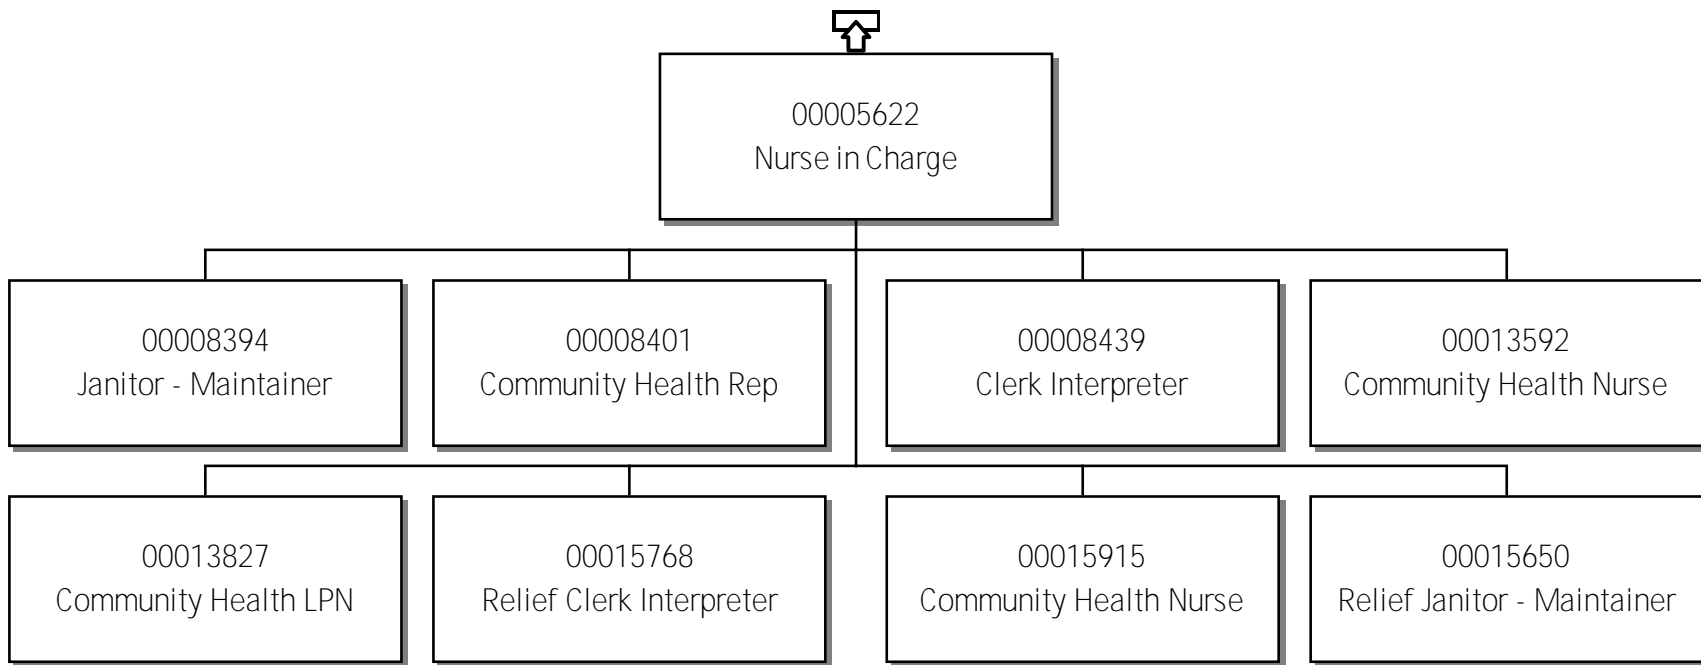 00005622
Nurse in Charge
00008394
Janitor - Maintainer
00008401
Community Health Rep
00008439
Clerk Interpreter
00013592
Community Health Nurse
00013827
Community Health LPN
00015768
Relief Clerk Interpreter
00015915
Community Health Nurse
00015650
Relief Janitor - Maintainer